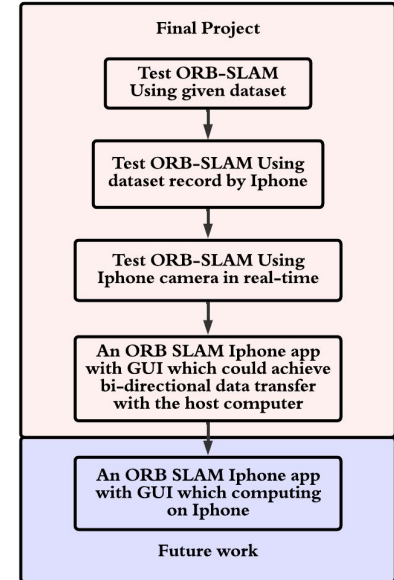 Final Project
Test ORB-SLAM
Using given dataset
Test ORB-SLAM Using
dataset record by Iphone
Test ORB-SLAM Using
Iphone camera in real-time
An ORB SLAM Iphone app
with GUI which could achieve
bi-directional data transfer
with the host computer
An ORB SLAM Iphone app
with GUI which computing
on Iphone
Future work